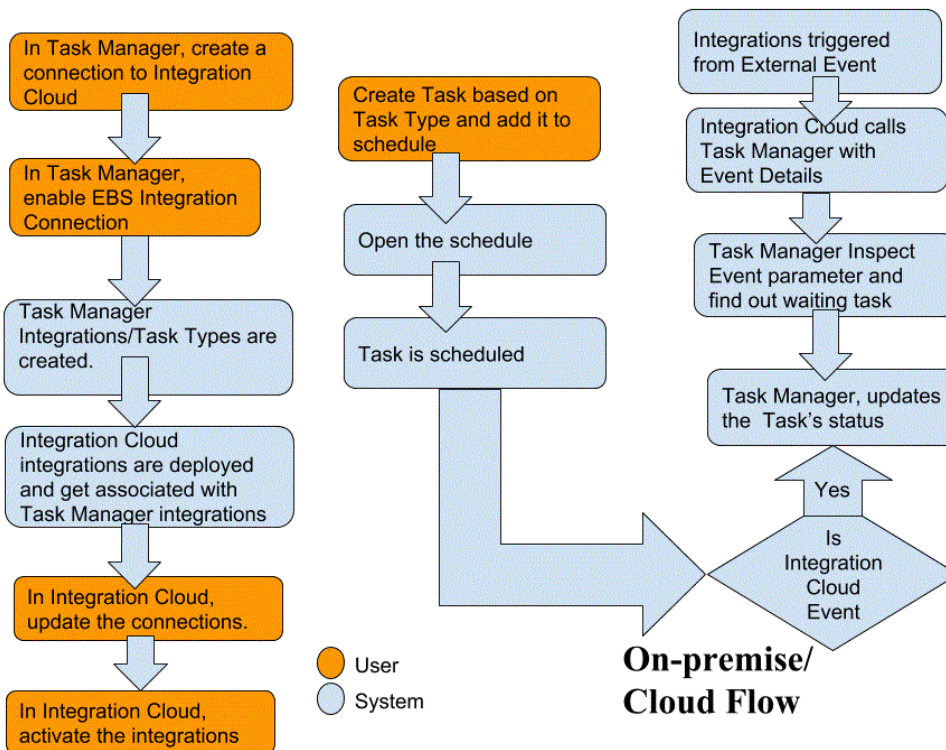 In Task Manager, create a
connection to Integration
Cloud
In Task Manager,
enable EBS Integration
Connection
Task Manager
Integrations/Task Types are
created.
Integration Cloud
integrations are deployed
and get associated with
Task Manager integrations
In Integration Cloud,
update the connections.
In Integration Cloud,
activate the integrations
Create Task based on
Task Type and add it to
schedule
Open the schedule
Task is scheduled
User
System
Integrations triggered
from External Event
Integration Cloud calls
Task Manager with
Event Details
Task Manager Inspect
Event parameter and
find out waiting task
Task Manager, updates
the Task's status
Yes
Is
Integration
Cloud
Event
On-premise/
Cloud Flow